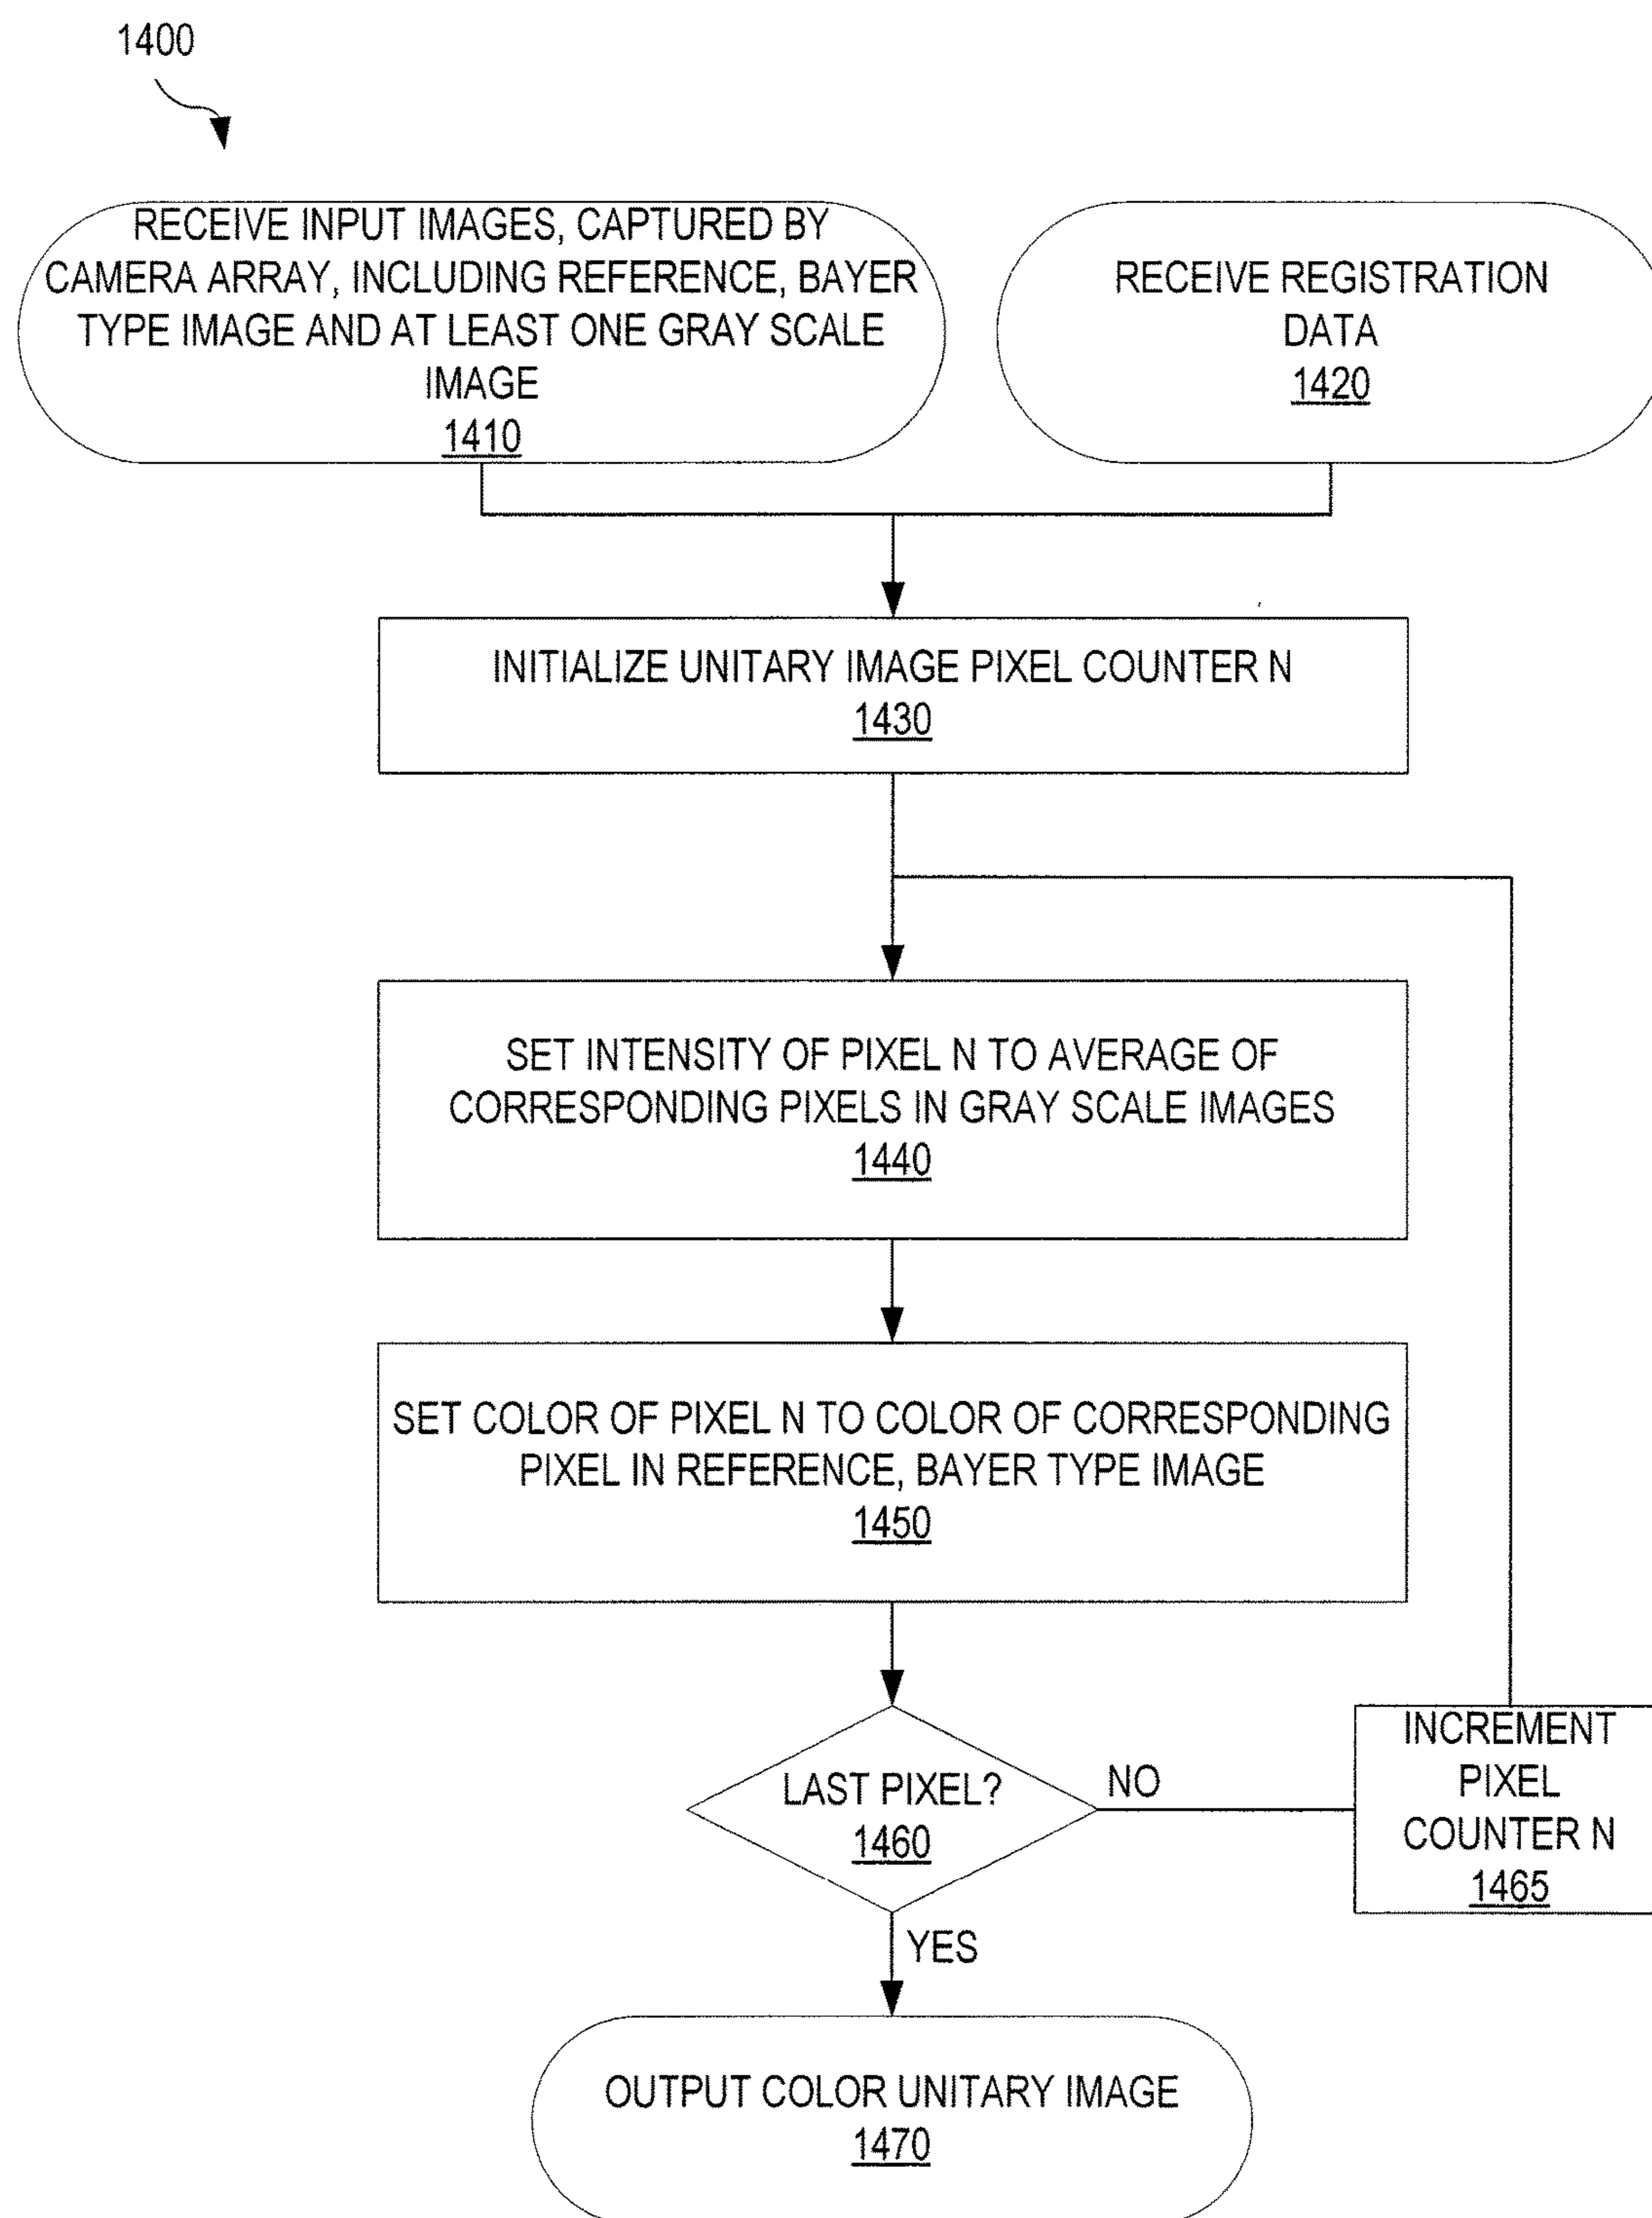 1400
RECEIVE INPUT IMAGES, CAPTURED BY
CAMERA ARRAY, INCLUDING REFERENCE, BAYER
TYPE IMAGE AND AT LEAST ONE GRAY SCALE
IMAGE
1410
RECEIVE REGISTRATION
DATA
1420
INITIALIZE UNITARY IMAGE PIXEL COUNTER N
1430
SET INTENSITY OF PIXEL N TO AVERAGE OF
CORRESPONDING PIXELS IN GRAY SCALE IMAGES
1440
SET COLOR OF PIXEL N TO COLOR OF CORRESPONDING
PIXEL IN REFERENCE, BAYER TYPE IMAGE
1450
LAST PIXEL?
1460
NO
INCREMENT
PIXEL
COUNTER N
1465
YES
OUTPUT COLOR UNITARY IMAGE
1470